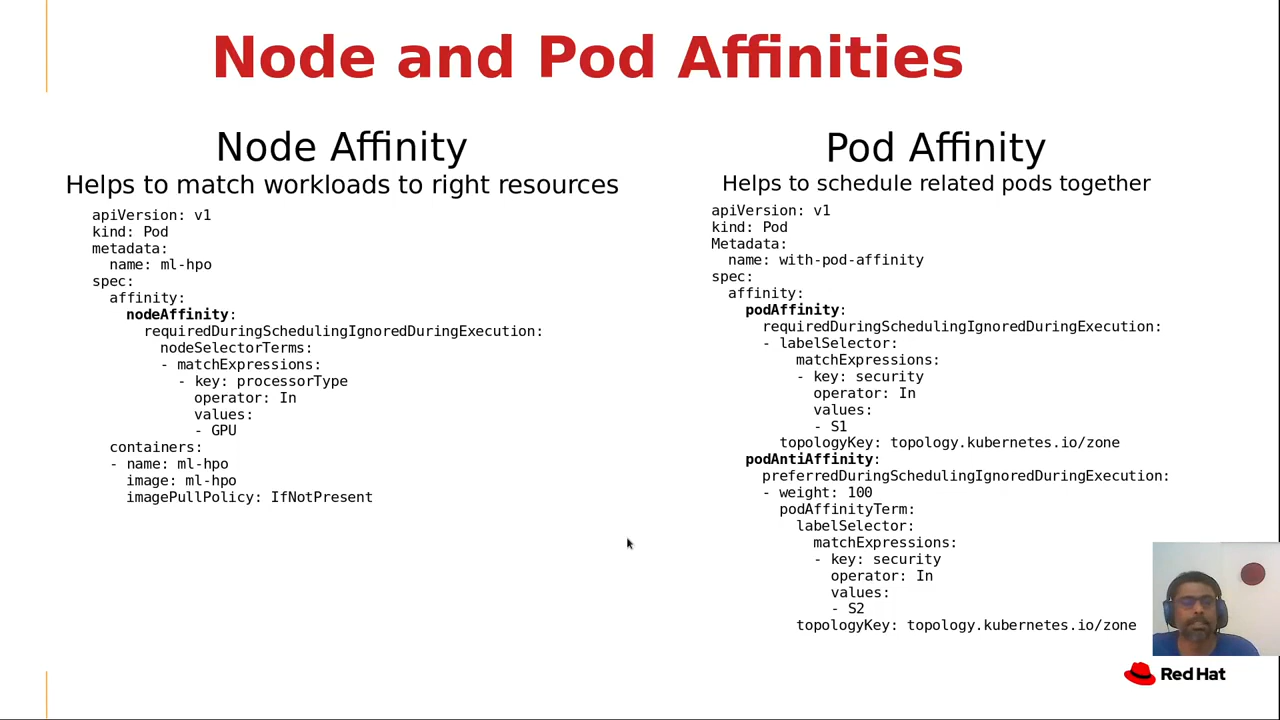 Node and Pod Affinities
Node Affinity
Helps to match workloads to right resources
apiVersion: v1
kind: Pod
metadata:
  name: ml-hpo
spec:
  affinity:
    nodeAffinity:
      requiredDuringSchedulingIgnoredDuringExecution:
        nodeSelectorTerms:
        - matchExpressions:
          - key: processorType
            operator: In
            values:
            - GPU
  containers:
  - name: ml-hpo
    image: ml-hpo
    imagePullPolicy: IfNotPresent
Pod Affinity
Helps to schedule related pods together
apiVersion: v1
kind: Pod
Metadata:
  name: with-pod-affinity
spec:
  affinity:
    podAffinity:
      requiredDuringSchedulingIgnoredDuringExecution:
      - labelSelector:
          matchExpressions:
          - key: security
            operator: In
            values:
            - S1
        topologyKey: topology.kubernetes.io/zone
    podAntiAffinity:
      preferredDuringSchedulingIgnoredDuringExecution:
      - weight: 100
        podAffinityTerm:
          labelSelector:
            matchExpressions:
            - key: security
              operator: In
              values:
              - S2
          topologyKey: topology.kubernetes.io/zone
Red Hat